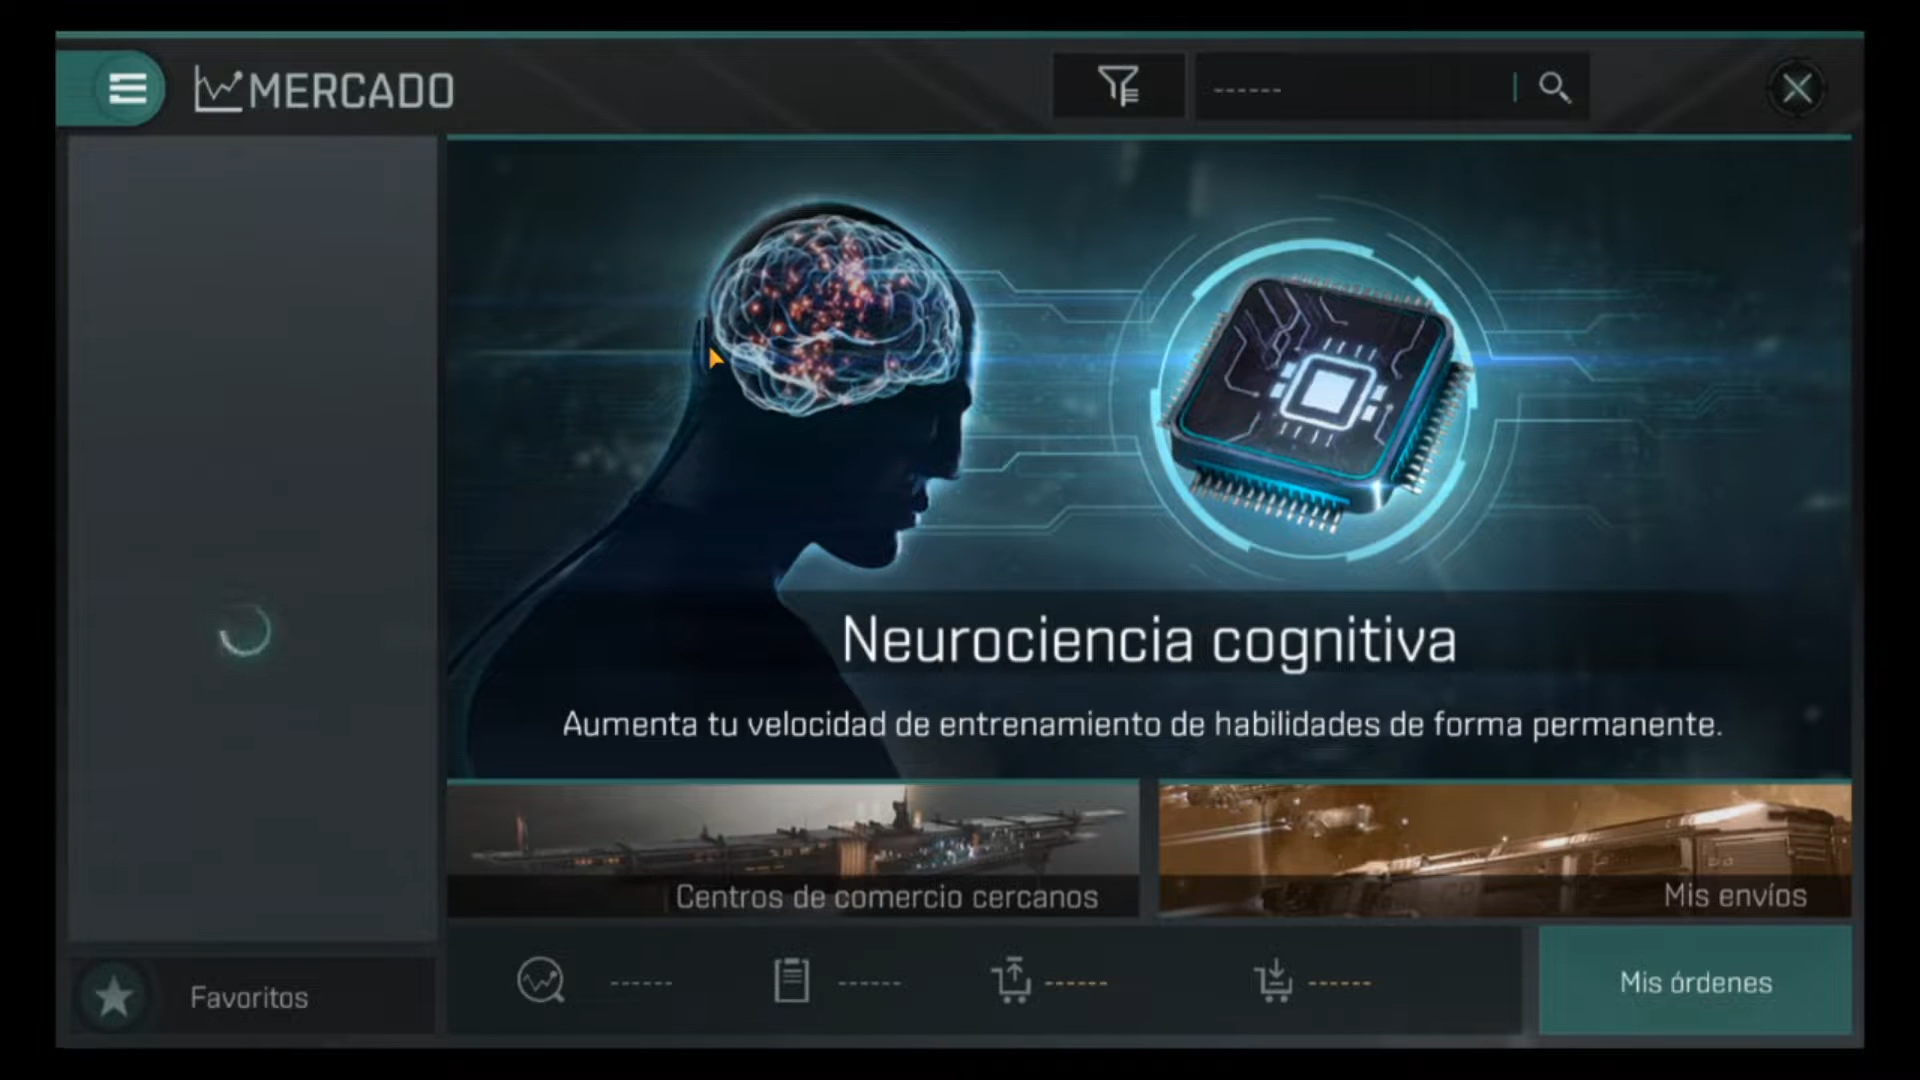 MERCADO
------
Neurociencia cognitiva
Aumenta tu velocidad de entrenamiento de habilidades de forma permanente.
Centros de comercio cercanos
Mis envíos
Favoritos
------
------
------
------
Mis órdenes